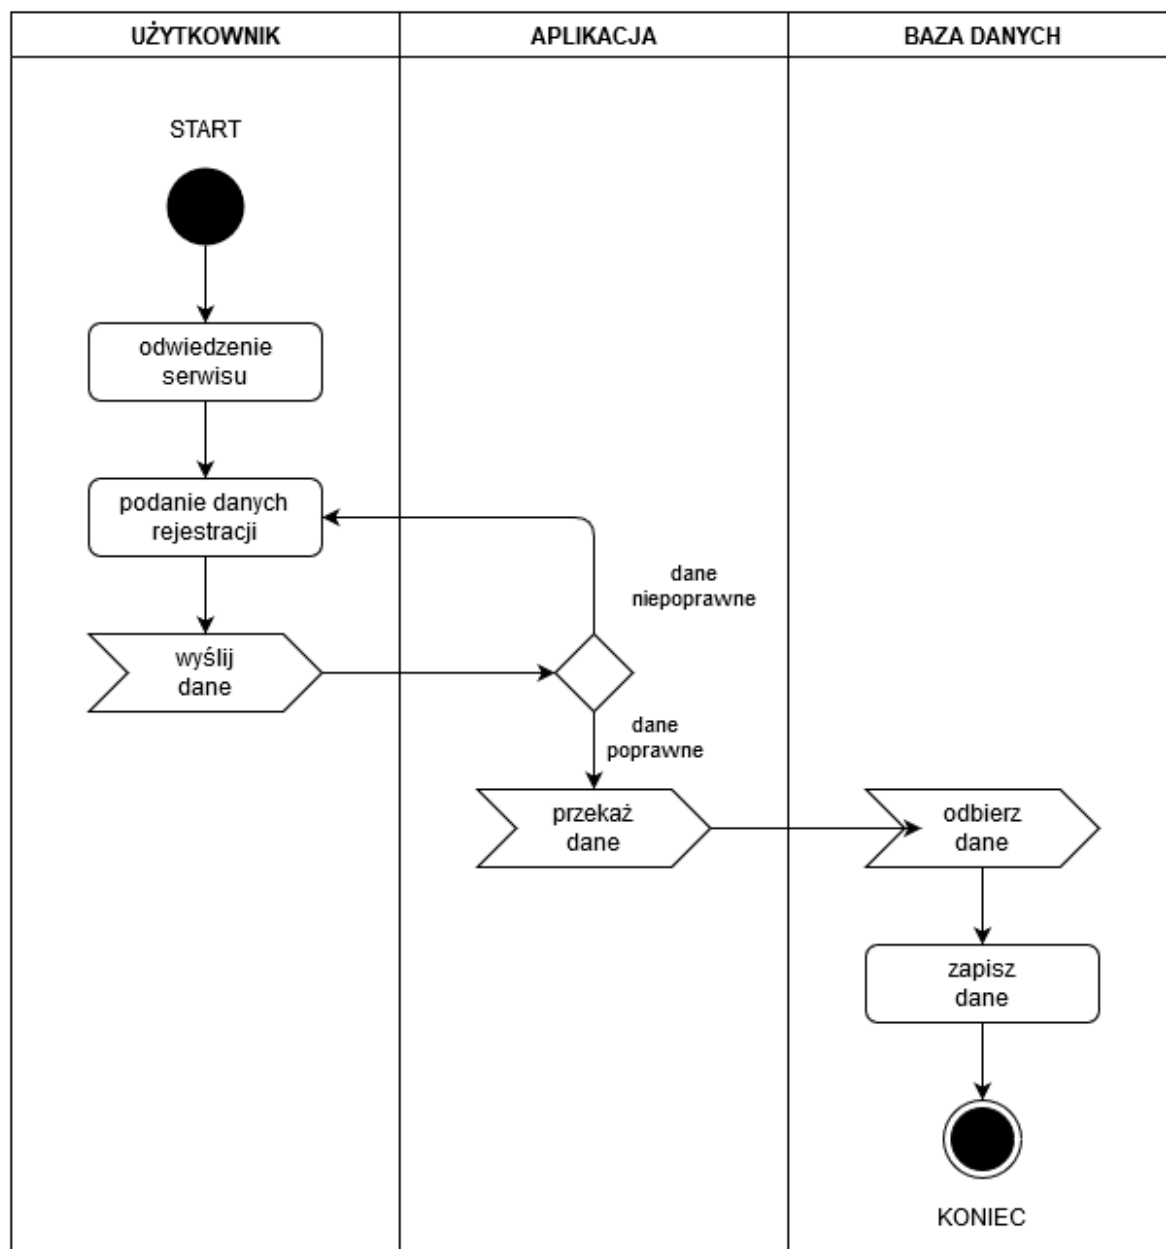 UŻYTKOWNIK
APLIKACJA
BAZA DANYCH
START
odwiedzenie
serwisu
podanie danych
rejestracji
dane
niepoprawne
wyślij
dane
dane
poprawne
przekaż
dane
odbierz
dane
zapisz
dane
KONIEC